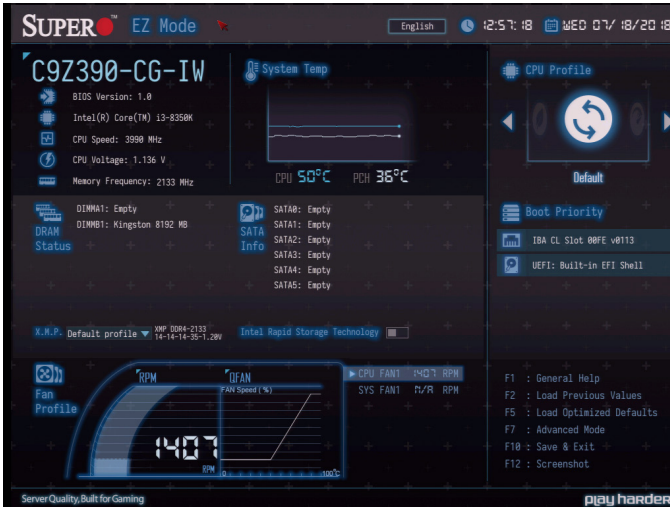 SUPER™ EZ Mode
English
12:57:18
WED 07/18/2018
C9Z390-CG-IW
BIOS Version: 1.0
Intel(R) Core(TM) i3-8350K
CPU Speed: 3990 MHz
CPU Voltage: 1.136 V
Memory Frequency: 2133 MHz
System Temp
CPU 50°C PCH 36°C
CPU Profile
Default
DRAM Status
DIMMA1: Empty
DIMMB1: Kingston 8192 MB
SATA Info
SATA0: Empty
SATA1: Empty
SATA2: Empty
SATA3: Empty
SATA4: Empty
SATA5: Empty
Boot Priority
IBA CL Slot 00FE v0113
UEFI: Built-in EFI Shell
X.M.P. Default profile
XMP DDR4-2133
14-14-14-35-1.20V
Intel Rapid Storage Technology
Fan Profile
RPM
1407
RPM
QFAN
FAN Speed (%)
0
100°C
CPU FAN1 1407 RPM
SYS FAN1 N/A RPM
F1 : General Help
F2 : Load Previous Values
F5 : Load Optimized Defaults
F7 : Advanced Mode
F10 : Save & Exit
F12 : Screenshot
Server Quality, Built for Gaming
play harder